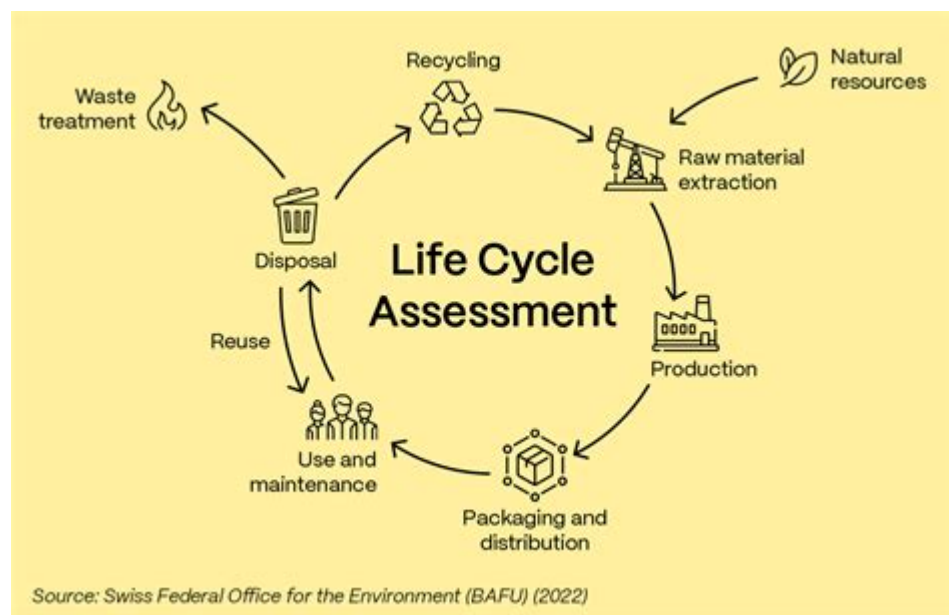 Recycling
Natural
resources
Waste
treatment
Raw material
extraction
Life Cycle
Assessment
Disposal
Reuse
Production
Use and
maintenance
Packaging and
distribution
Source: Swiss Federal Office for the Environment (BAFU) (2022)